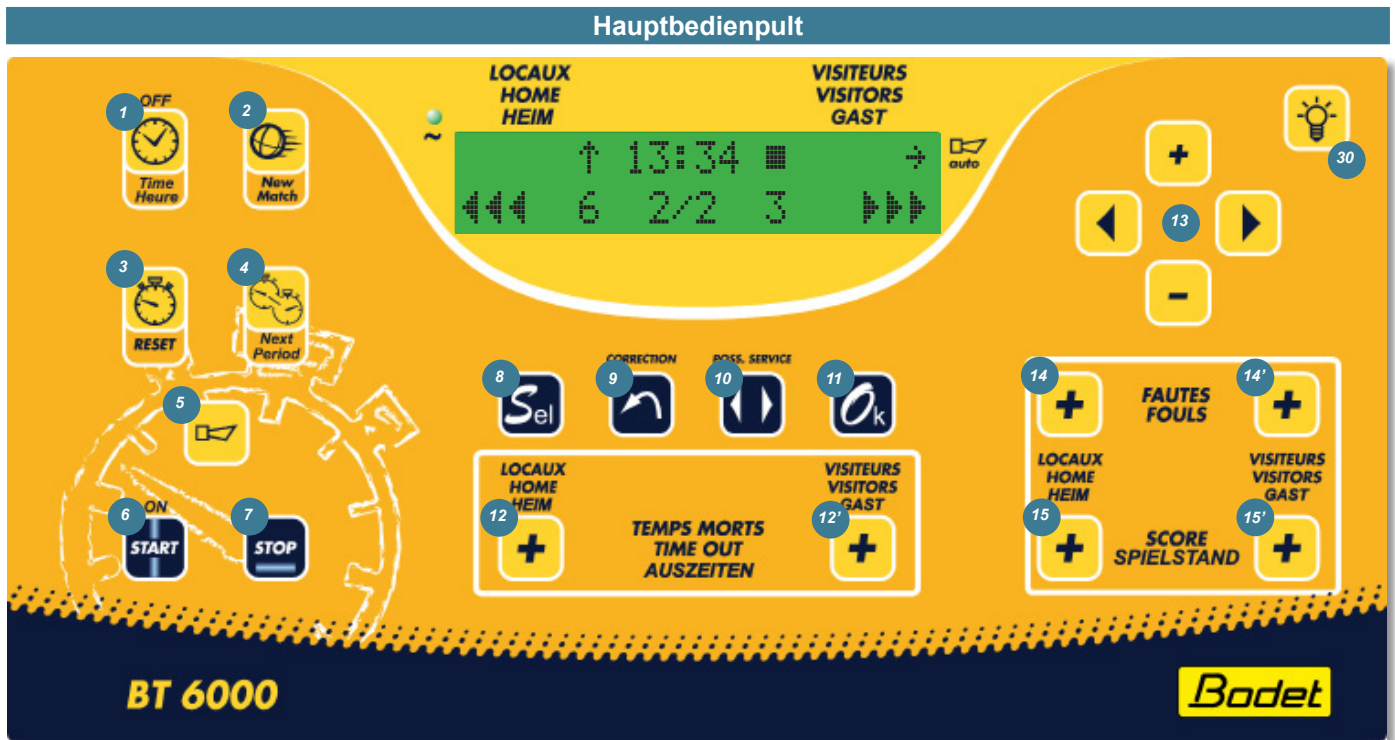 Hauptbedienpult
LOCAUX
HOME
HEIM
VISITEURS
VISITORS
GAST
OFF
1
Time
Heure
2
New
Match
~
↑ 13:34 ■ →
◀◀◀ 6 2/2 3 ▶▶▶
auto
30
+
◀ 13 ▶
-
3
RESET
4
Next
Period
5
6
ON
START
7
STOP
8
Sel
CORRECTION
9
POSS. SERVICE
10
11
Ok
LOCAUX
HOME
HEIM
12
+
TEMPS MORTS
TIME OUT
AUSZEITEN
VISITEURS
VISITORS
GAST
12’
+
14
+
FAUTES
FOULS
14’
+
LOCAUX
HOME
HEIM
VISITEURS
VISITORS
GAST
15
+
SCORE
SPIELSTAND
15’
+
BT 6000
Bodet